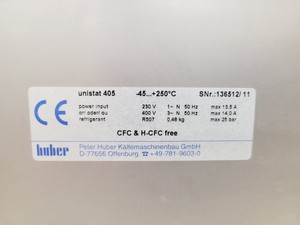 unistat 405 -45...+250°C SNr.: 136512/ 11
power input 230 V 1~ N 50 Hz max 13,5 A
or/ oder/ ou 400 V 3~ N 50 Hz max 14,0 A
refrigerant R507 0,48 kg max 25 bar
CFC & H-CFC free
huber Peter Huber Kältemaschinenbau GmbH
D-77656 Offenburg ☎ +49-781-9603-0